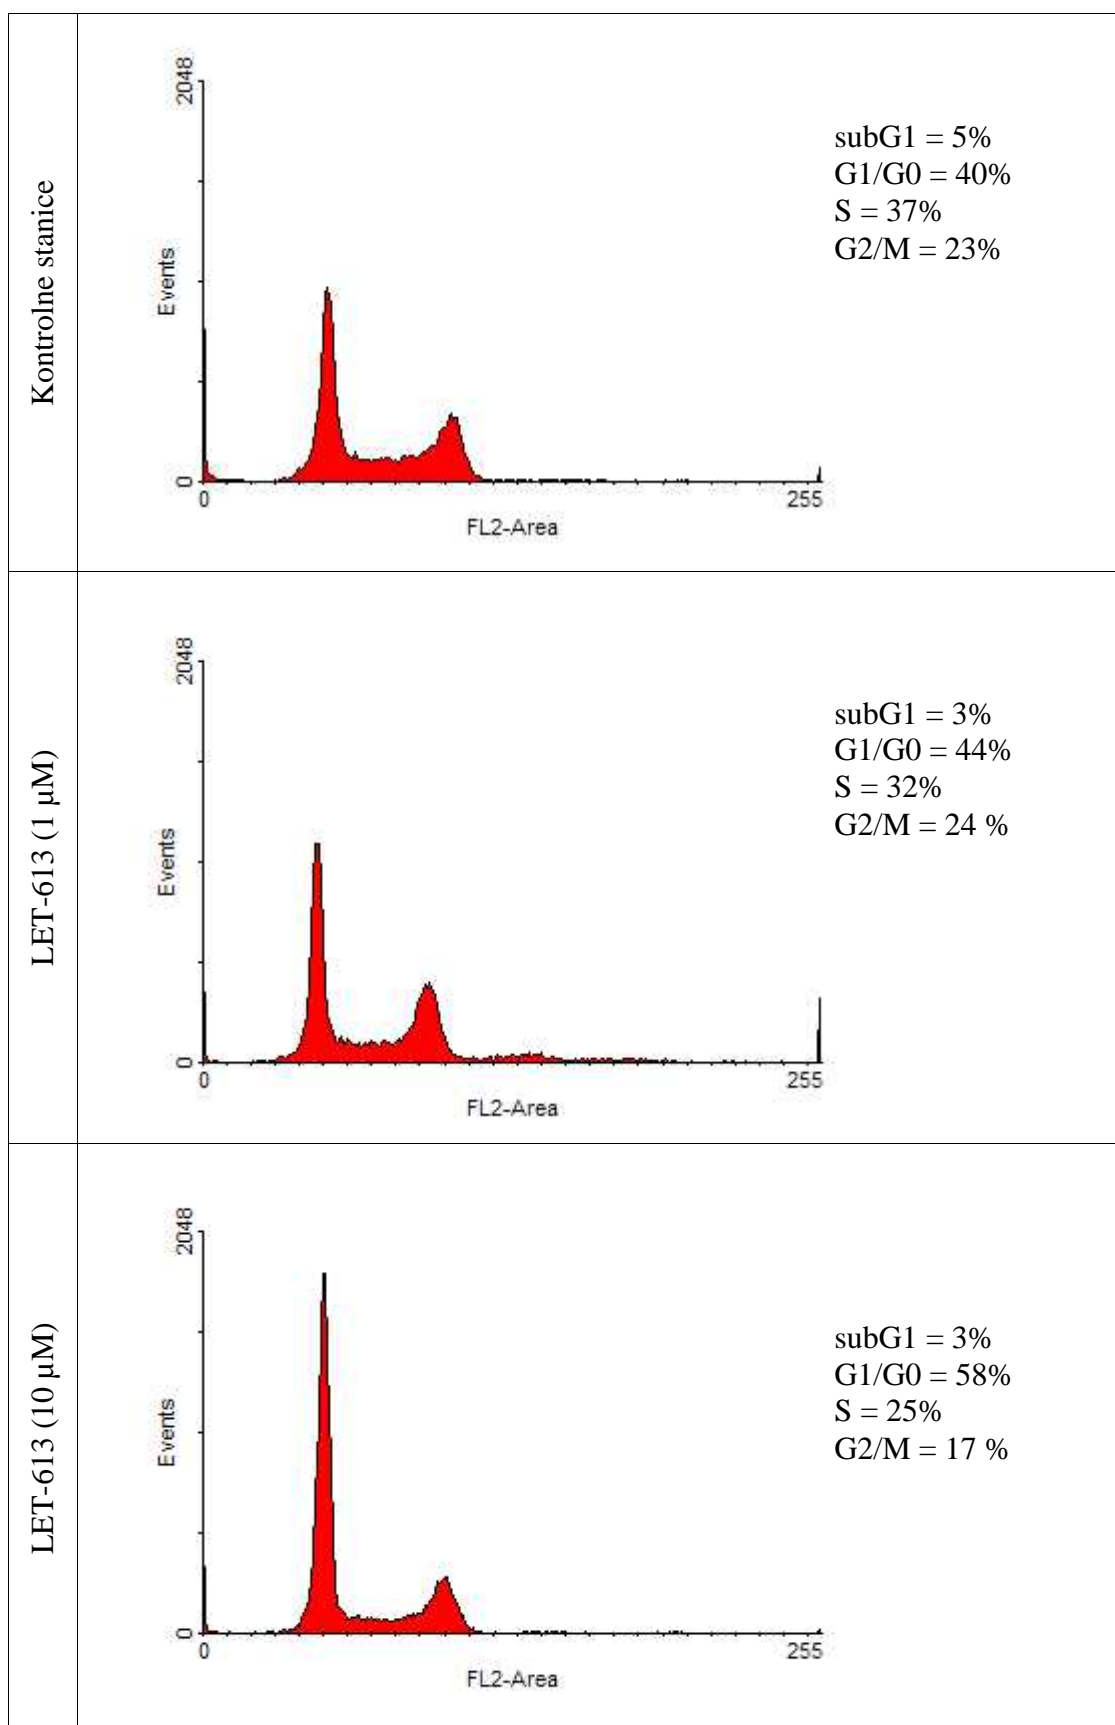 Kontrolne stanice
2048
Events
0
0
255
FL2-Area
subG1 = 5%
G1/G0 = 40%
S = 37%
G2/M = 23%
LET-613 (1 µM)
2048
Events
0
0
255
FL2-Area
subG1 = 3%
G1/G0 = 44%
S = 32%
G2/M = 24 %
LET-613 (10 µM)
2048
Events
0
0
255
FL2-Area
subG1 = 3%
G1/G0 = 58%
S = 25%
G2/M = 17 %